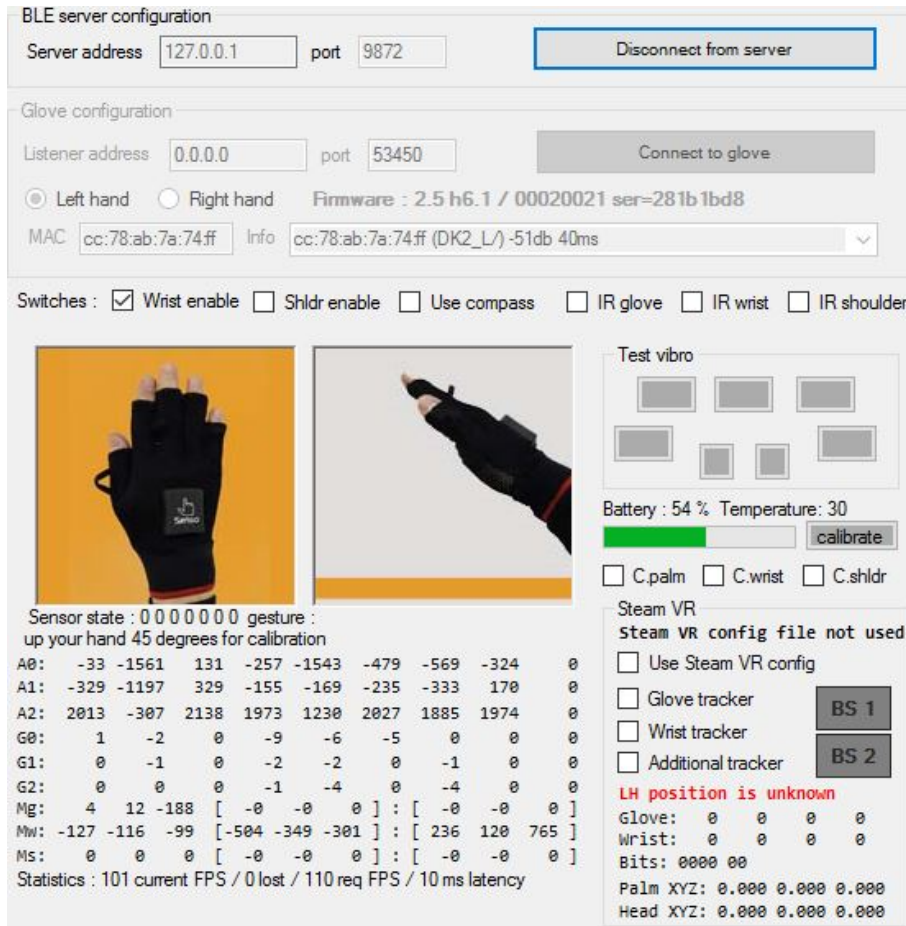 BLE server configuration
Server address 127.0.0.1 port 9872 Disconnect from server
Glove configuration
Listener address 0.0.0.0 port 53450 Connect to glove
Left hand Right hand Firmware : 2.5 h6.1 / 00020021 ser=281b1bd8
MAC cc:78:ab:7a:74:ff Info cc:78:ab:7a:74:ff (DK2_L/) -51db 40ms
Switches : Wrist enable Shldr enable Use compass IR glove IR wrist IR shoulder
Senso
Test vibro
Battery : 54 % Temperature: 30
calibrate
C.palm C.wrist C.shldr
Sensor state : 0 0 0 0 0 0 0 gesture :
up your hand 45 degrees for calibration
A0: -33 -1561 131 -257 -1543 -479 -569 -324 0
A1: -329 -1197 329 -155 -169 -235 -333 170 0
A2: 2013 -307 2138 1973 1230 2027 1885 1974 0
G0: 1 -2 0 -9 -6 -5 0 0 0
G1: 0 -1 0 -2 -2 0 -1 0 0
G2: 0 0 0 -1 -4 0 -4 0 0
Mg: 4 12 -188 [ -0 -0 0 ] : [ -0 -0 0 ]
Mw: -127 -116 -99 [-504 -349 -301 ] : [ 236 120 765 ]
Ms: 0 0 0 [ -0 -0 0 ] : [ -0 -0 0 ]
Statistics : 101 current FPS / 0 lost / 110 req FPS / 10 ms latency
Steam VR
Steam VR config file not used
Use Steam VR config
Glove tracker
BS 1
Wrist tracker
Additional tracker
BS 2
LH position is unknown
Glove: 0 0 0 0
Wrist: 0 0 0 0
Bits: 0000 00
Palm XYZ: 0.000 0.000 0.000
Head XYZ: 0.000 0.000 0.000